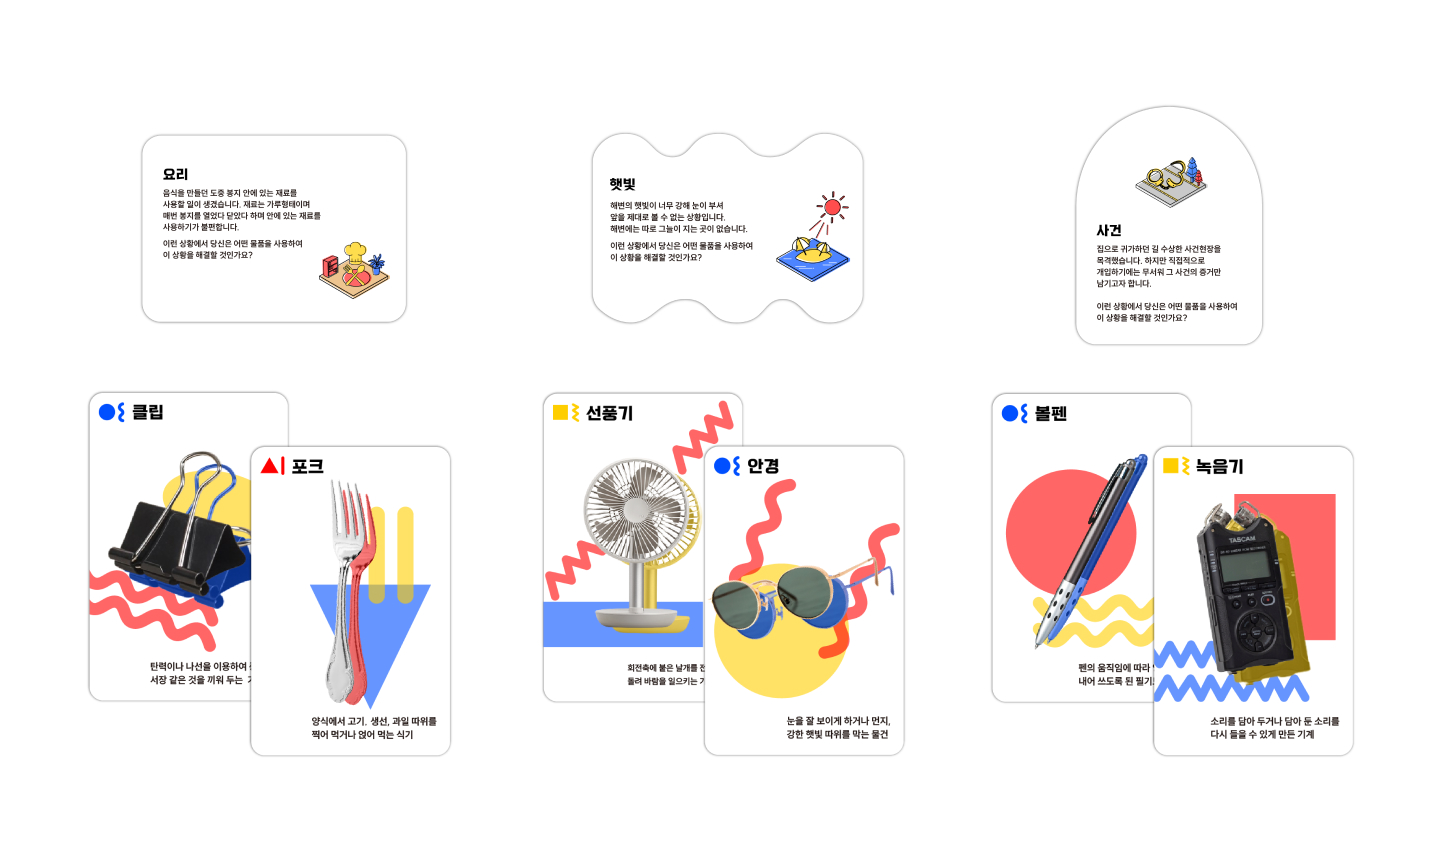 요리
음식을 만들던 도중 봉지 안에 있는 재료를
사용할 일이 생겼습니다. 재료는 가루형태이며
매번 봉지를 열었다 닫았다 하며 안에 있는 재료를
사용하기가 불편합니다.
이런 상황에서 당신은 어떤 물품을 사용하여
이 상황을 해결할 것인가요?
햇빛
해변의 햇빛이 너무 강해 눈이 부셔
앞을 제대로 볼 수 없는 상황입니다.
해변에는 따로 그늘이 지는 곳이 없습니다.
이런 상황에서 당신은 어떤 물품을 사용하여
이 상황을 해결할 것인가요?
사건
집으로 귀가하던 길 수상한 사건현장을
목격했습니다. 하지만 직접적으로
개입하기에는 무서워 그 사건의 증거만
남기고자 합니다.
이런 상황에서 당신은 어떤 물품을 사용하여
이 상황을 해결할 것인가요?
클립
탄력이나 나선을 이용하여
서장 같은 것을 끼워 두는
포크
양식에서 고기, 생선, 과일 따위를
찍어 먹거나 얹어 먹는 식기
선풍기
회전축에 붙은 날개를
돌려 바람을 일으키는
안경
눈을 잘 보이게 하거나 먼지,
강한 햇빛 따위를 막는 물건
볼펜
펜의 움직임에 따라
내어 쓰도록 된
녹음기
TASCAM
소리를 담아 두거나 담아 둔 소리를
다시 들을 수 있게 만든 기계